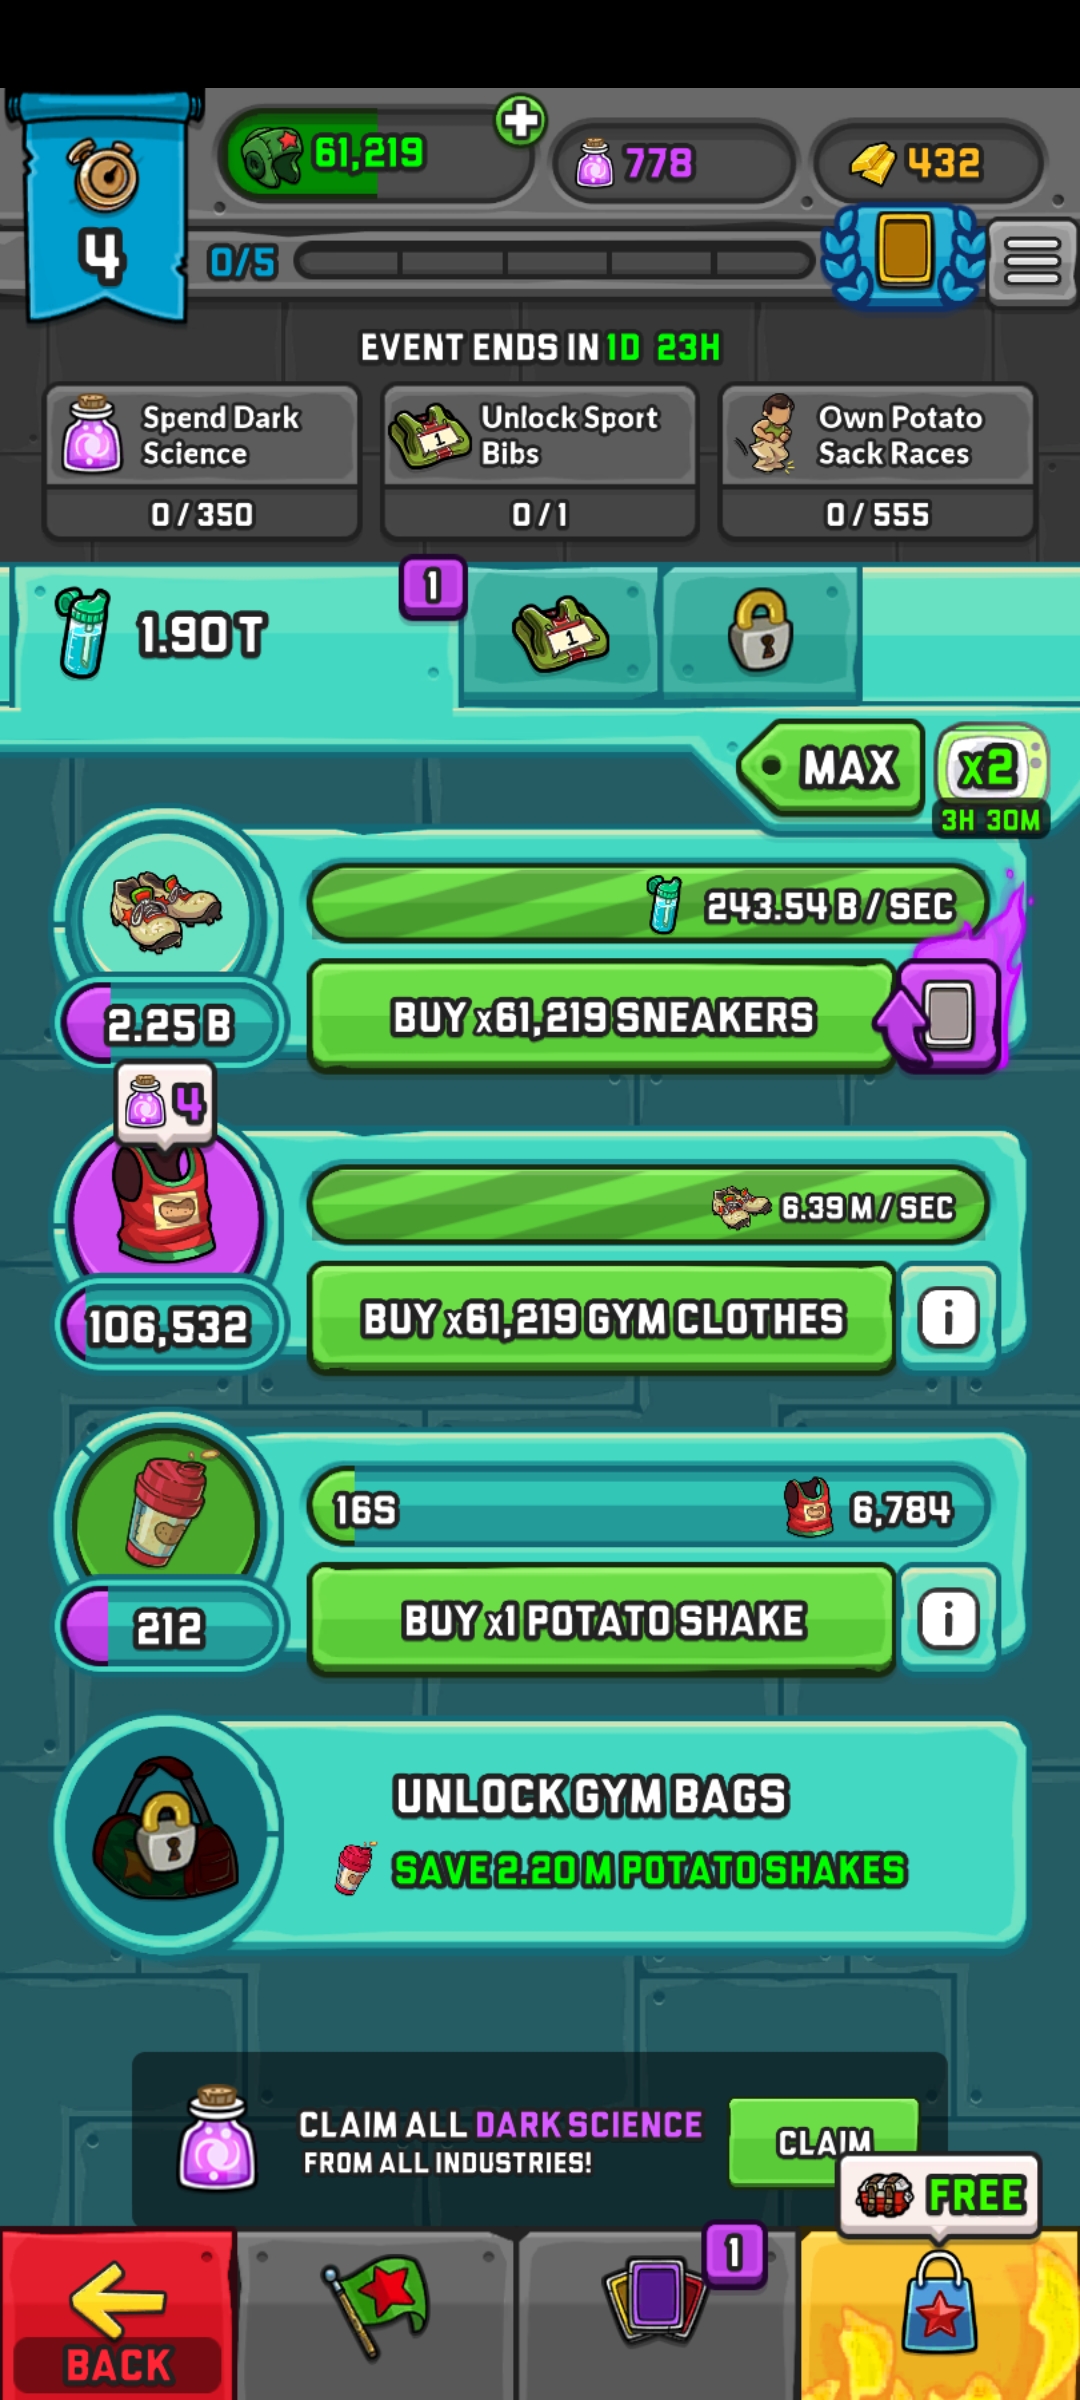 61,219
778
432
4
0/5
EVENT ENDS IN 1D 23H
Spend Dark
Science
0 / 350
Unlock Sport
Bibs
0 / 1
Own Potato
Sack Races
0 / 555
1.90 T
1
1
MAX
x2
3H 30M
243.54 B / SEC
2.25 B
BUY x61,219 SNEAKERS
4
6.39 M / SEC
106,532
BUY x61,219 GYM CLOTHES
i
16S
6,784
212
BUY x1 POTATO SHAKE
i
UNLOCK GYM BAGS
SAVE 2.20 M POTATO SHAKES
CLAIM ALL DARK SCIENCE
FROM ALL INDUSTRIES!
CLAIM
FREE
1
BACK